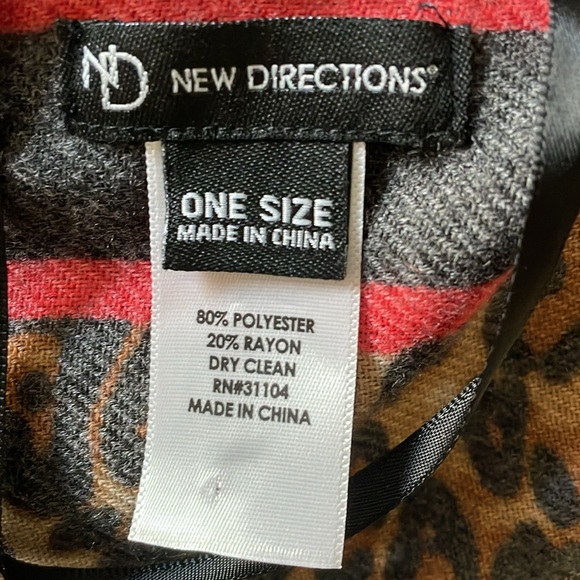 ND NEW DIRECTIONS®
ONE SIZE
MADE IN CHINA
80% POLYESTER
20% RAYON
DRY CLEAN
RN#31104
MADE IN CHINA